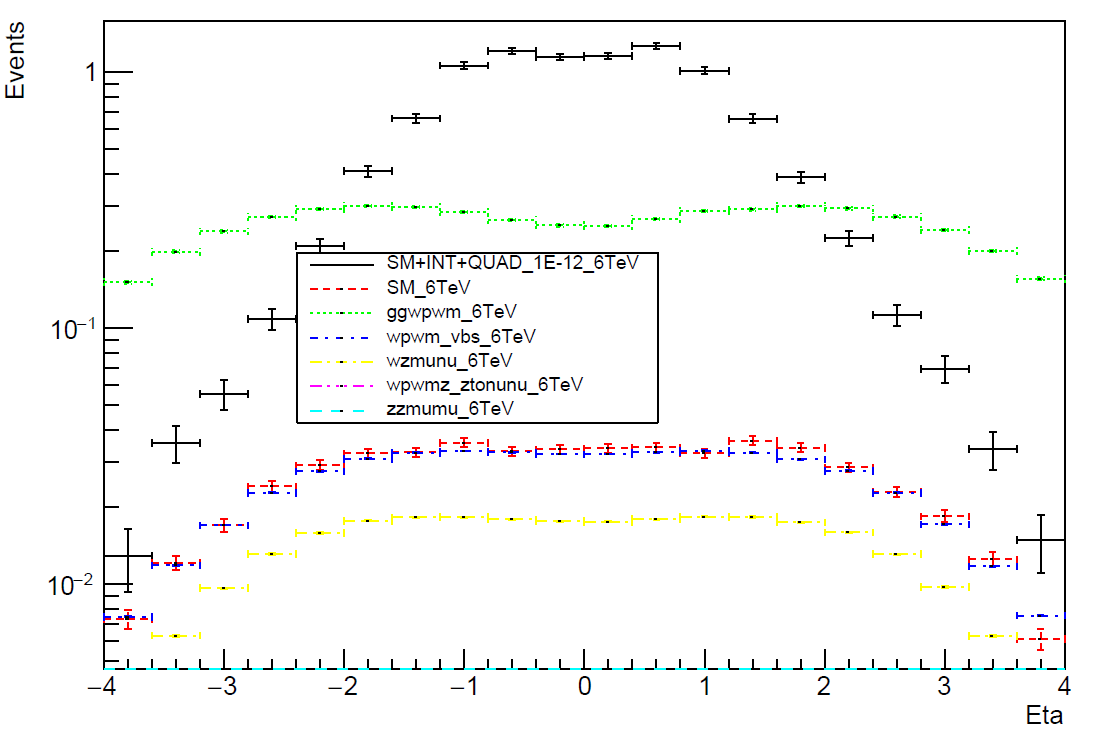 Events
1
10−1
10−2
SM+INT+QUAD_1E-12_6TeV
SM_6TeV
ggwpwm_6TeV
wpwm_vbs_6TeV
wzmunu_6TeV
wpwmz_ztonunu_6TeV
zzmumu_6TeV
−4 −3 −2 −1 0 1 2 3 4
Eta